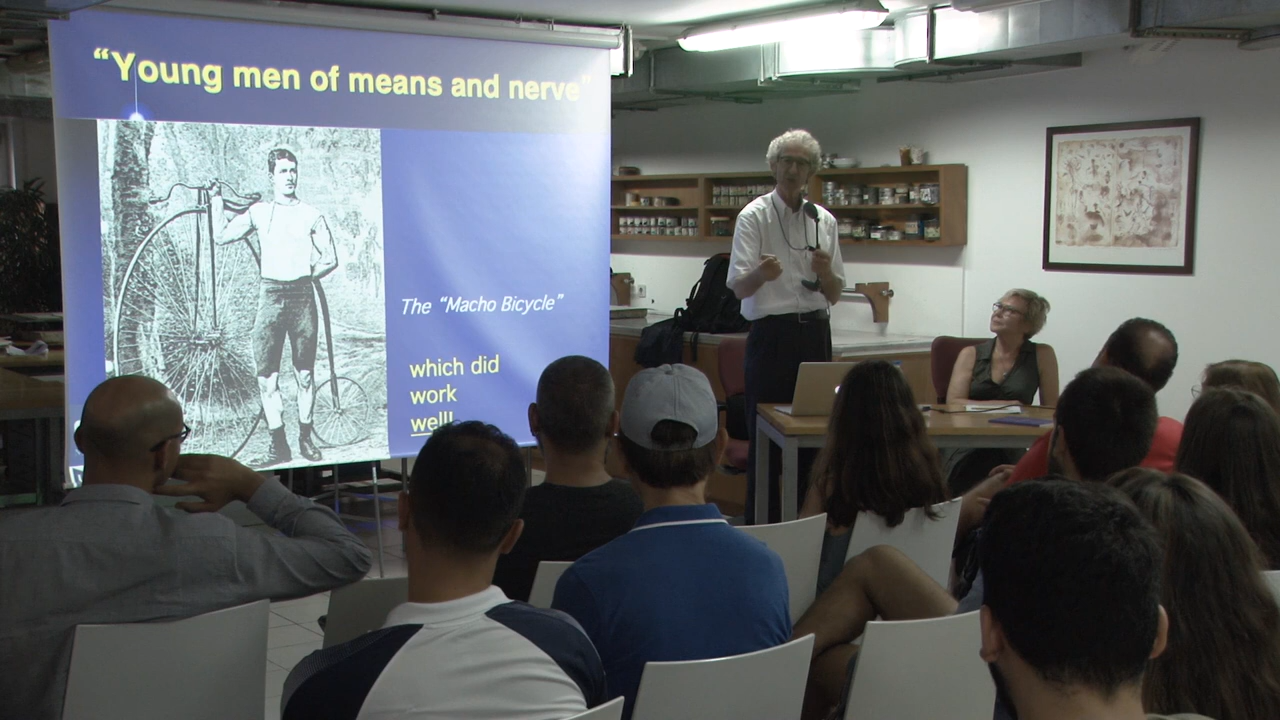 “Young men of means and nerve”
The “Macho Bicycle”
which did
work
well!